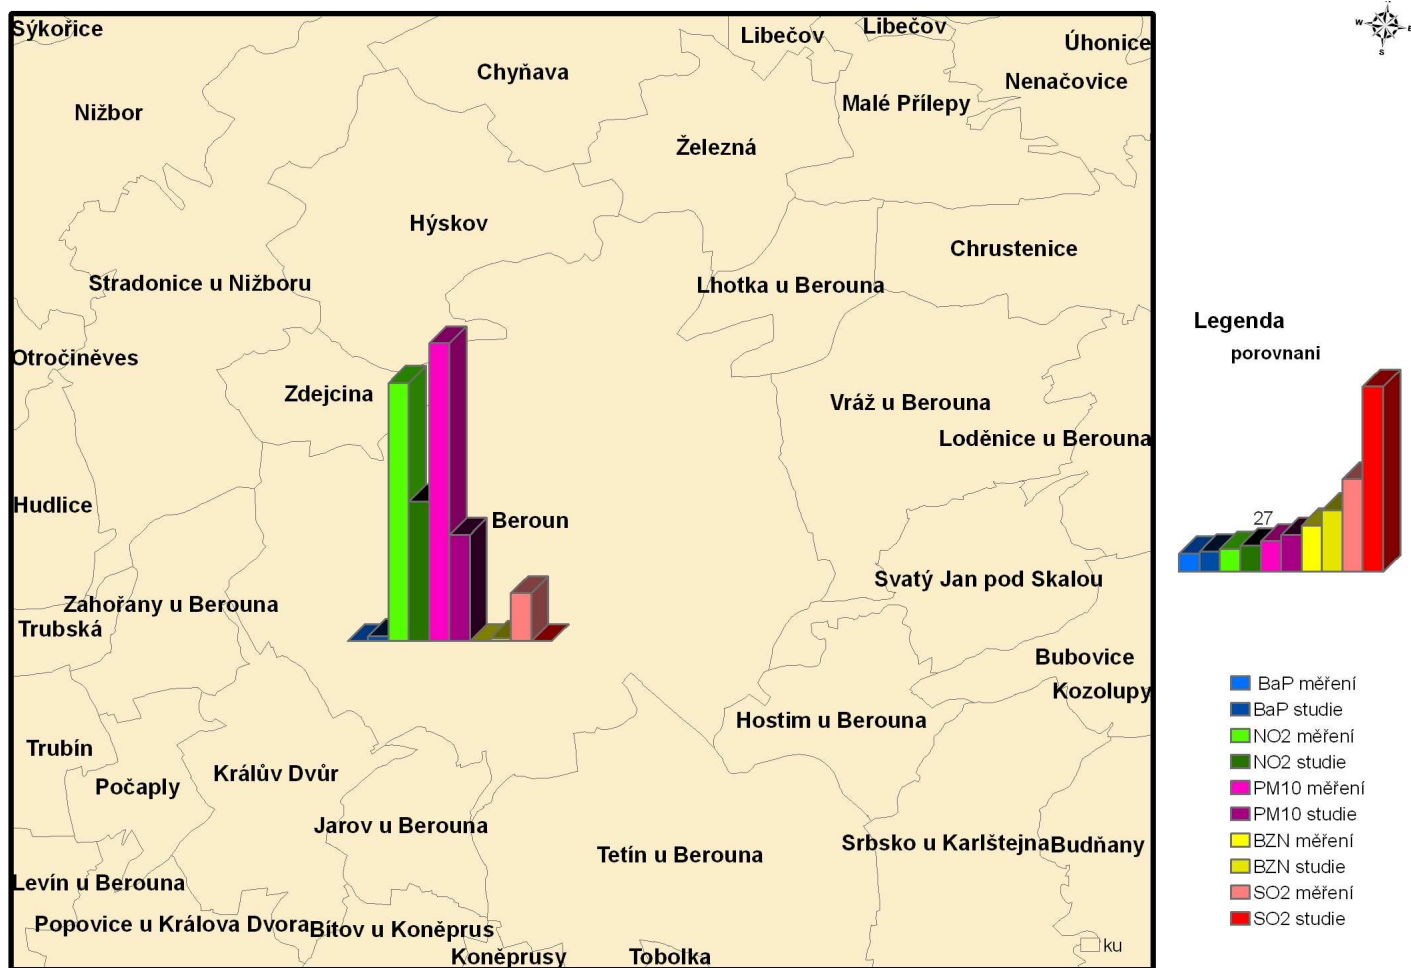 Sýkořice
Libečov
Libečov
Úhonice
Chyňava
Nenačovice
Nižbor
Malé Přílepy
Železná
Hýskov
Chrustenice
Stradonice u Nižboru
Lhotka u Berouna
Otročiněves
Zdejcina
Vráž u Berouna
Loděnice u Berouna
Hudlice
Beroun
Svatý Jan pod Skalou
Zahořany u Berouna
Trubská
Bubovice
Kozolupy
Hostim u Berouna
Trubín
Králův Dvůr
Počaply
Jarov u Berouna
Srbsko u Karlštejna
Budňany
Tetín u Berouna
Levín u Berouna
Popovice u Králova Dvora
Bítov u Koněprus
Koněprusy
Tobolka
ku
W
E
S
Legenda
porovnani
27
BaP měření
BaP studie
NO2 měření
NO2 studie
PM10 měření
PM10 studie
BZN měření
BZN studie
SO2 měření
SO2 studie